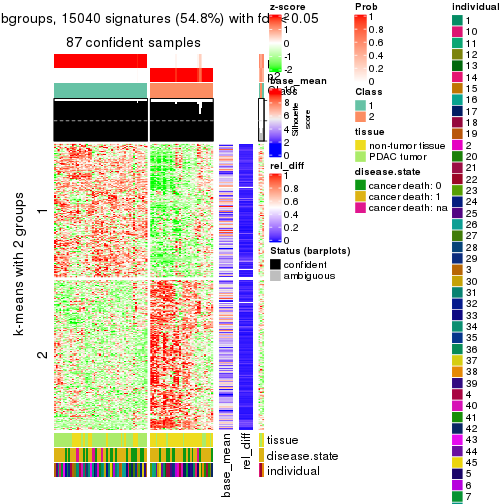 bgroups, 15040 signatures (54.8%) with fdr < 0.05
87 confident samples
k-means with 2 groups
1
2
p2
Class
1
0
Silhouette
score
tissue
disease.state
individual
base_mean
rel_diff
z-score
2
1
0
-1
-2
base_mean
8
6
4
2
0
rel_diff
1
0.8
0.6
0.4
0.2
0
Status (barplots)
confident
ambiguous
Prob
1
0.8
0.6
0.4
0.2
0
Class
1
2
tissue
non-tumor tissue
PDAC tumor
disease.state
cancer death: 0
cancer death: 1
cancer death: na
individual
1
10
11
12
13
14
15
16
17
18
19
2
20
21
22
23
24
25
26
27
28
29
3
30
31
32
33
34
35
36
37
38
39
4
40
41
42
43
44
45
5
6
7